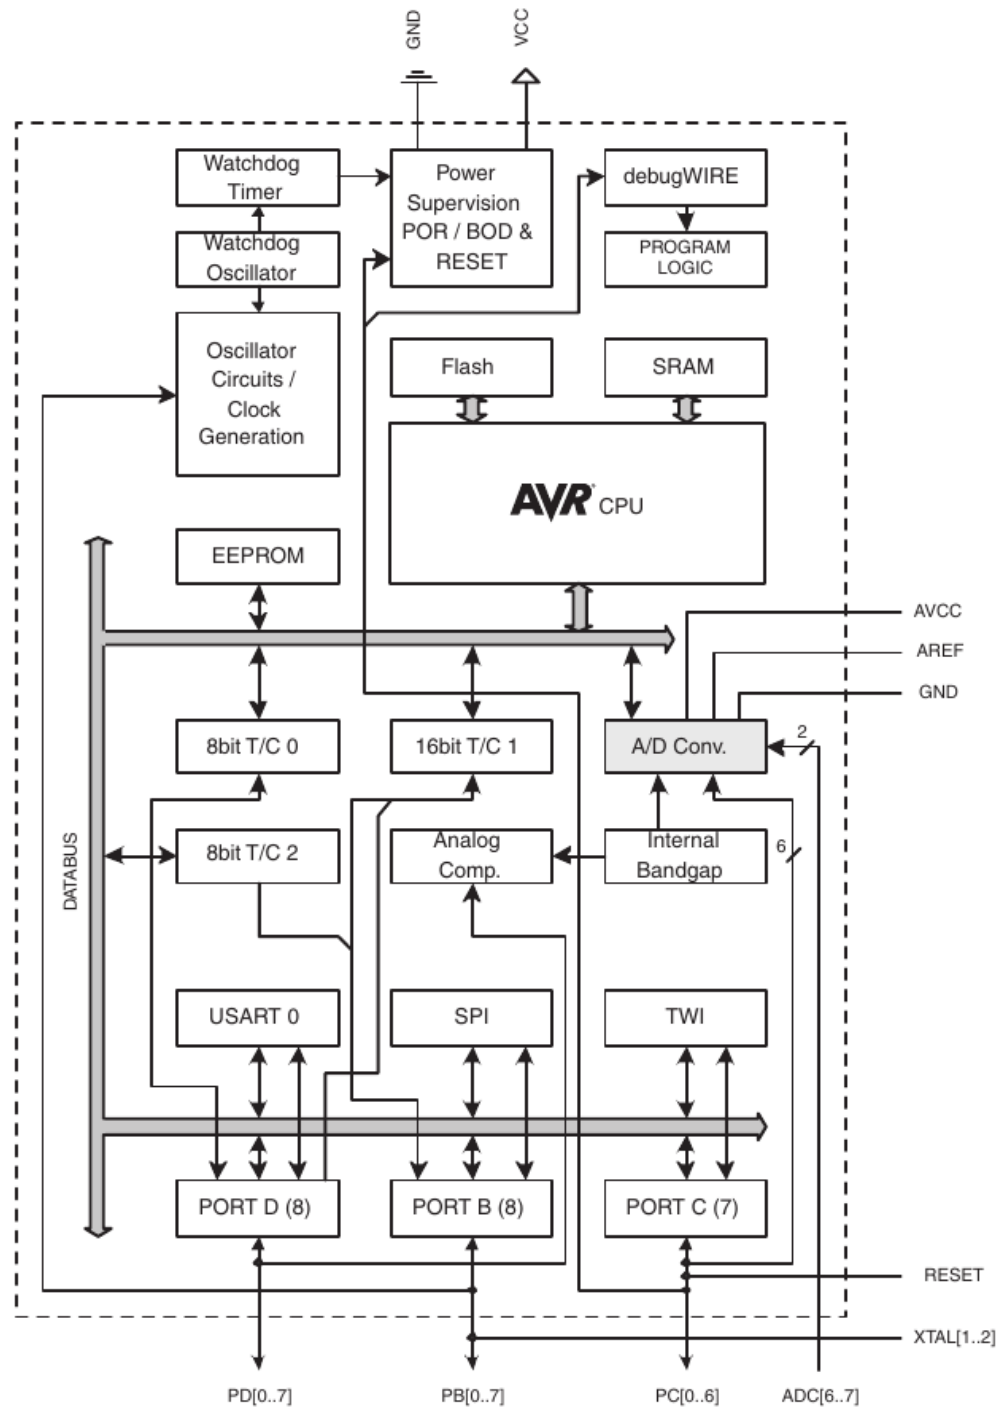 GND
VCC
Watchdog
Timer
Power
Supervision
POR / BOD &
RESET
debugWIRE
Watchdog
Oscillator
PROGRAM
LOGIC
Oscillator
Circuits /
Clock
Generation
Flash
SRAM
AVR® CPU
EEPROM
AVCC
AREF
GND
8bit T/C 0
16bit T/C 1
A/D Conv.
2
DATABUS
8bit T/C 2
Analog
Comp.
Internal
Bandgap
6
USART 0
SPI
TWI
PORT D (8)
PORT B (8)
PORT C (7)
RESET
XTAL[1..2]
PD[0..7]
PB[0..7]
PC[0..6]
ADC[6..7]